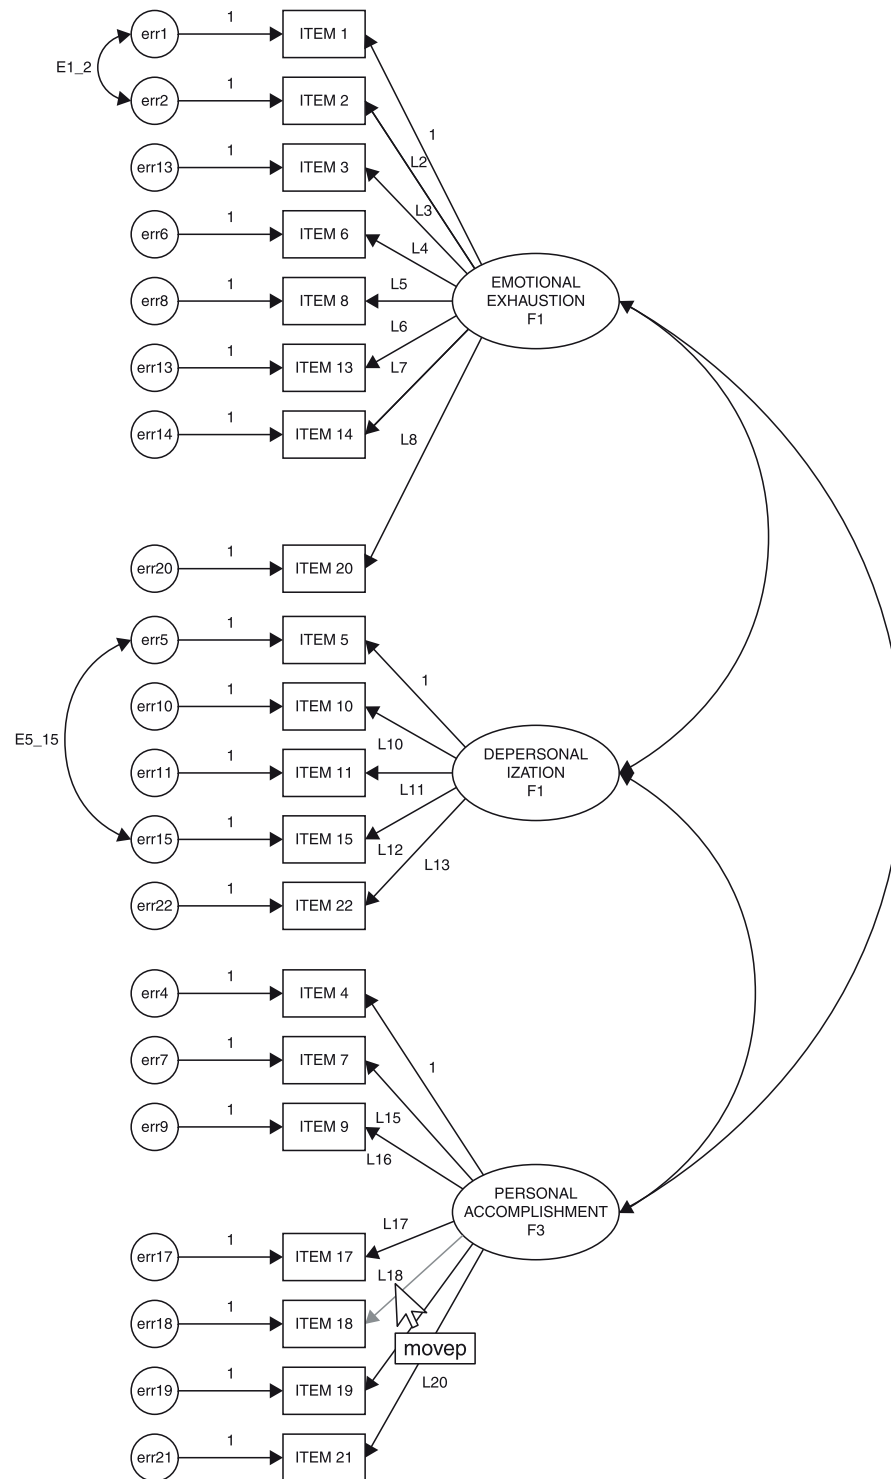 err1 1 ITEM 1
E1_2
err2 1 ITEM 2
1
L2
err13 1 ITEM 3
L3
err6 1 ITEM 6
L4
err8 1 ITEM 8
L5
EMOTIONAL
EXHAUSTION
F1
L6
err13 1 ITEM 13
L7
err14 1 ITEM 14
L8
err20 1 ITEM 20
err5 1 ITEM 5
1
err10 1 ITEM 10
E5_15
L10
err11 1 ITEM 11
DEPERSONAL
IZATION
F1
L11
err15 1 ITEM 15
L12
L13
err22 1 ITEM 22
err4 1 ITEM 4
err7 1 ITEM 7
1
err9 1 ITEM 9
L15
L16
PERSONAL
ACCOMPLISHMENT
F3
L17
err17 1 ITEM 17
L18
err18 1 ITEM 18
movep
err19 1 ITEM 19
L20
err21 1 ITEM 21